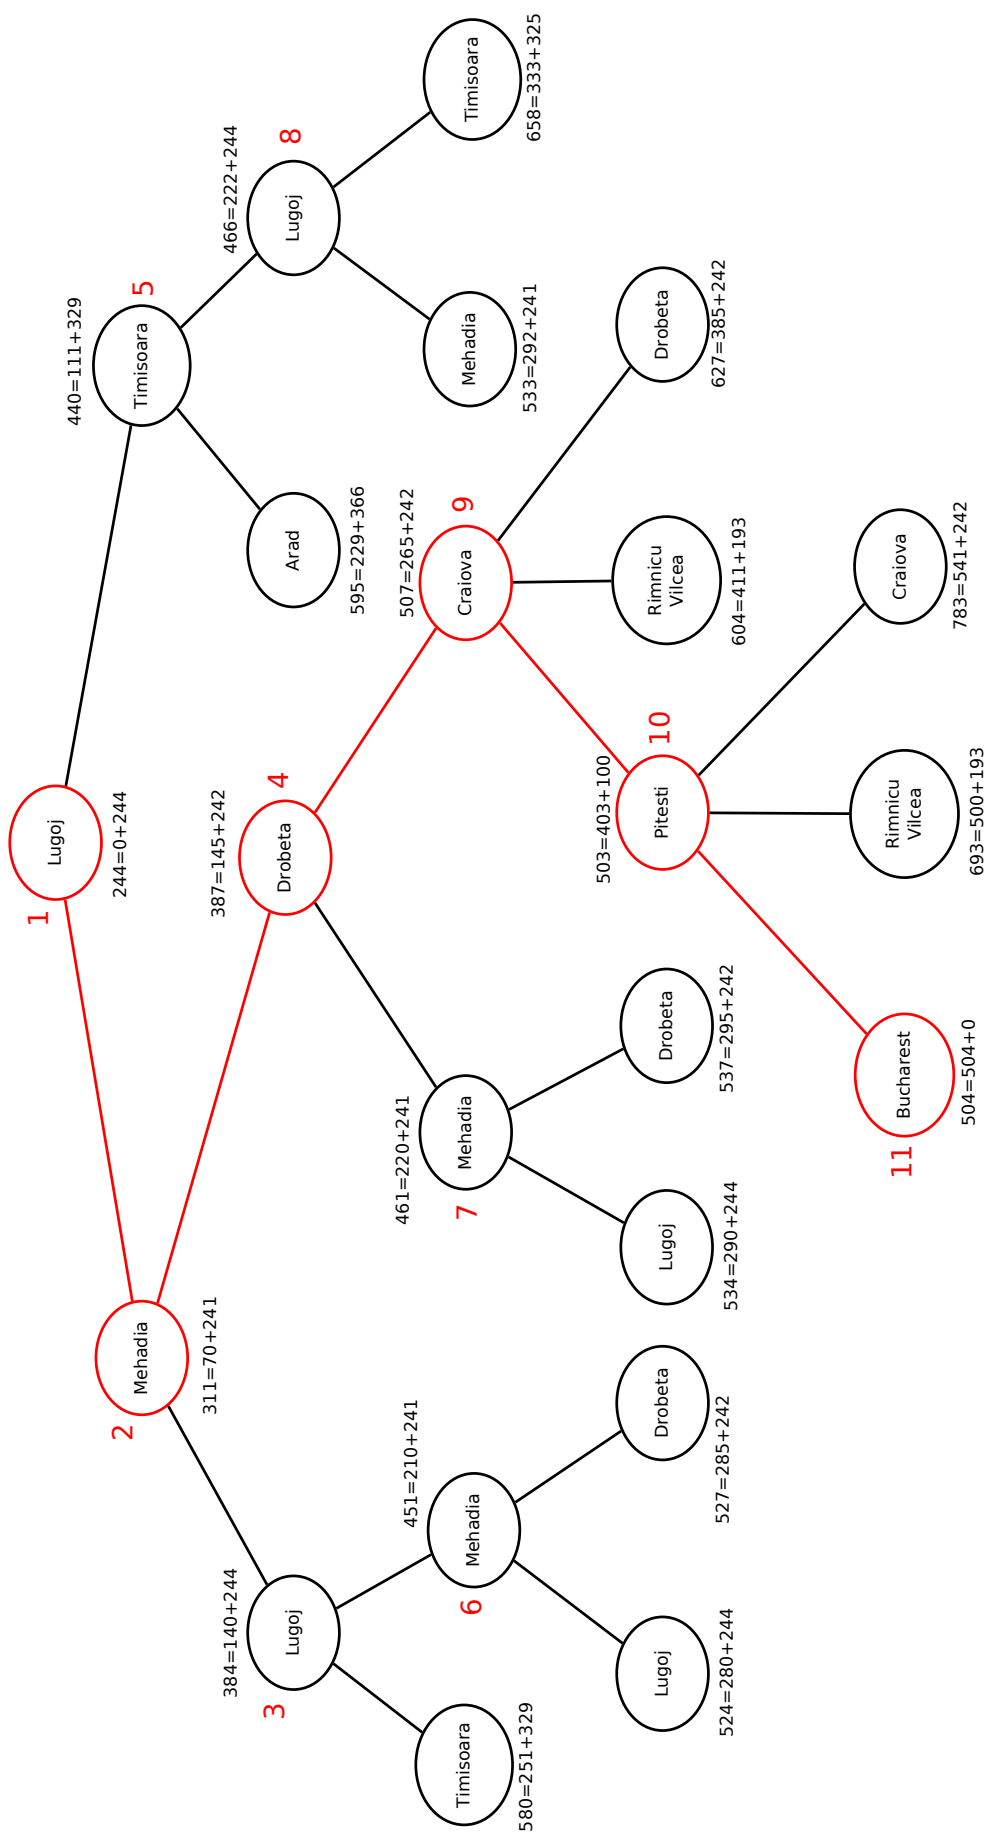 1
Lugoj
244=0+244
2
Mehadia
311=70+241
440=111+329
5
Timisoara
384=140+244
3
Lugoj
387=145+242
4
Drobeta
Arad
595=229+366
466=222+244
8
Lugoj
Timisoara
580=251+329
451=210+241
6
Mehadia
461=220+241
7
Mehadia
507=265+242
9
Craiova
Mehadia
533=292+241
Timisoara
658=333+325
Lugoj
524=280+244
Drobeta
527=285+242
Lugoj
534=290+244
Drobeta
537=295+242
503=403+100
10
Pitesti
Rimnicu
Vilcea
604=411+193
Drobeta
627=385+242
11
Bucharest
504=504+0
Rimnicu
Vilcea
693=500+193
Craiova
783=541+242